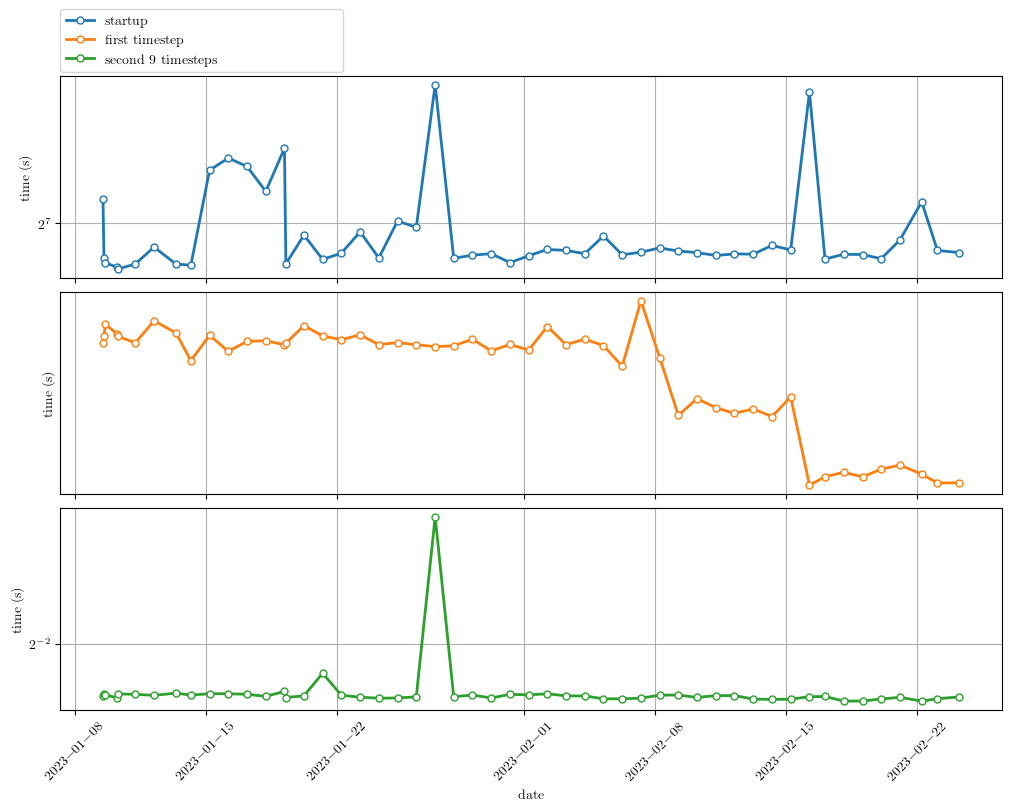 startup
first timestep
second 9 timesteps
time (s)
2^7
time (s)
time (s)
2^−2
2023−01−08
2023−01−15
2023−01−22
2023−02−01
2023−02−08
2023−02−15
2023−02−22
date